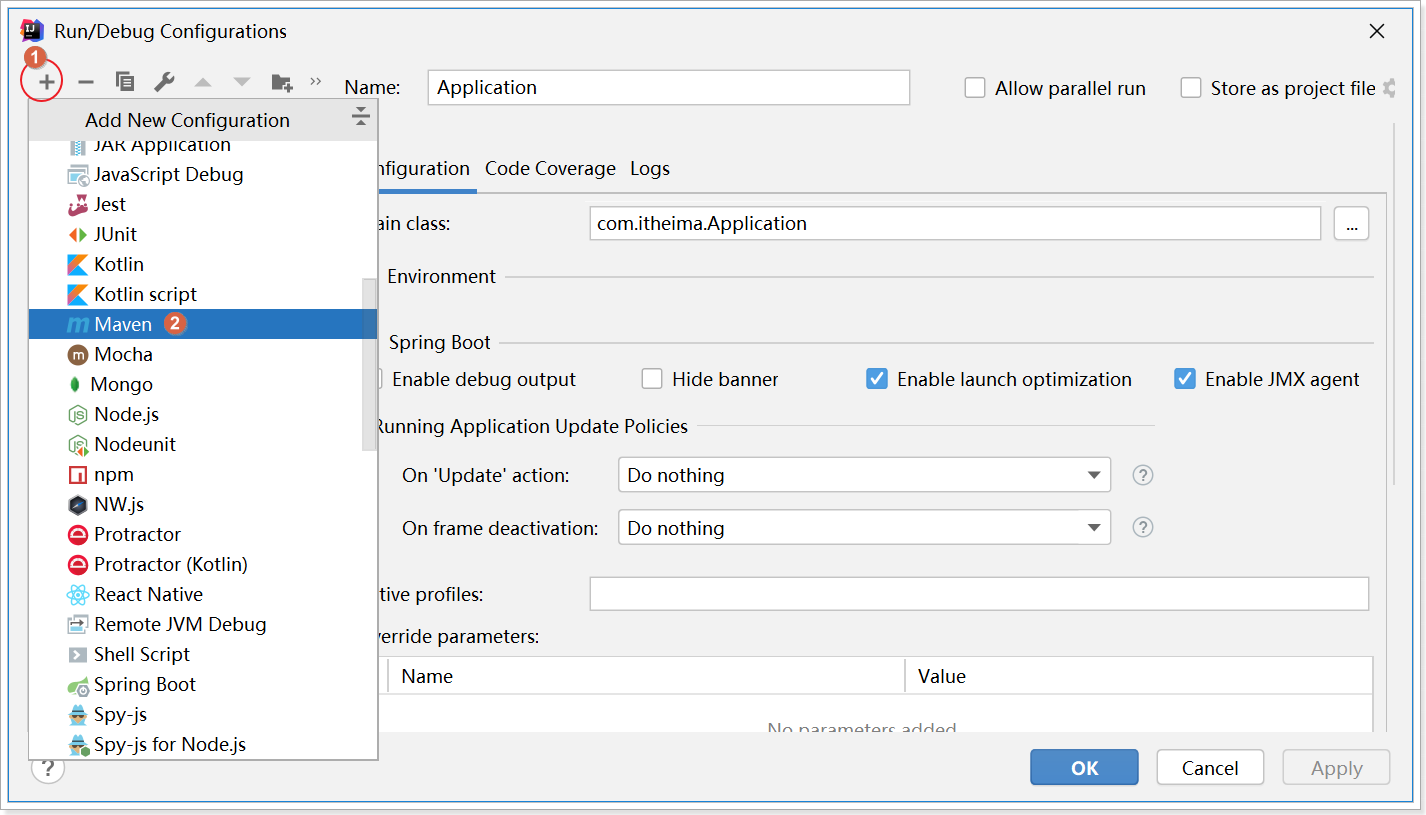 Run/Debug Configurations
1
Name: Application Allow parallel run Store as project file
Add New Configuration
JAR Application
JavaScript Debug
Jest
JUnit
Kotlin
Kotlin script
Maven 2
Mocha
Mongo
Node.js
Nodeunit
npm
NW.js
Protractor
Protractor (Kotlin)
React Native
Remote JVM Debug
Shell Script
Spring Boot
Spy-js
Spy-js for Node.js
nfiguration Code Coverage Logs
ain class: com.itheima.Application ...
Environment
Spring Boot
Enable debug output Hide banner Enable launch optimization Enable JMX agent
Running Application Update Policies
On 'Update' action: Do nothing ?
On frame deactivation: Do nothing ?
tive profiles:
verride parameters:
Name Value
No parameters added
? OK Cancel Apply